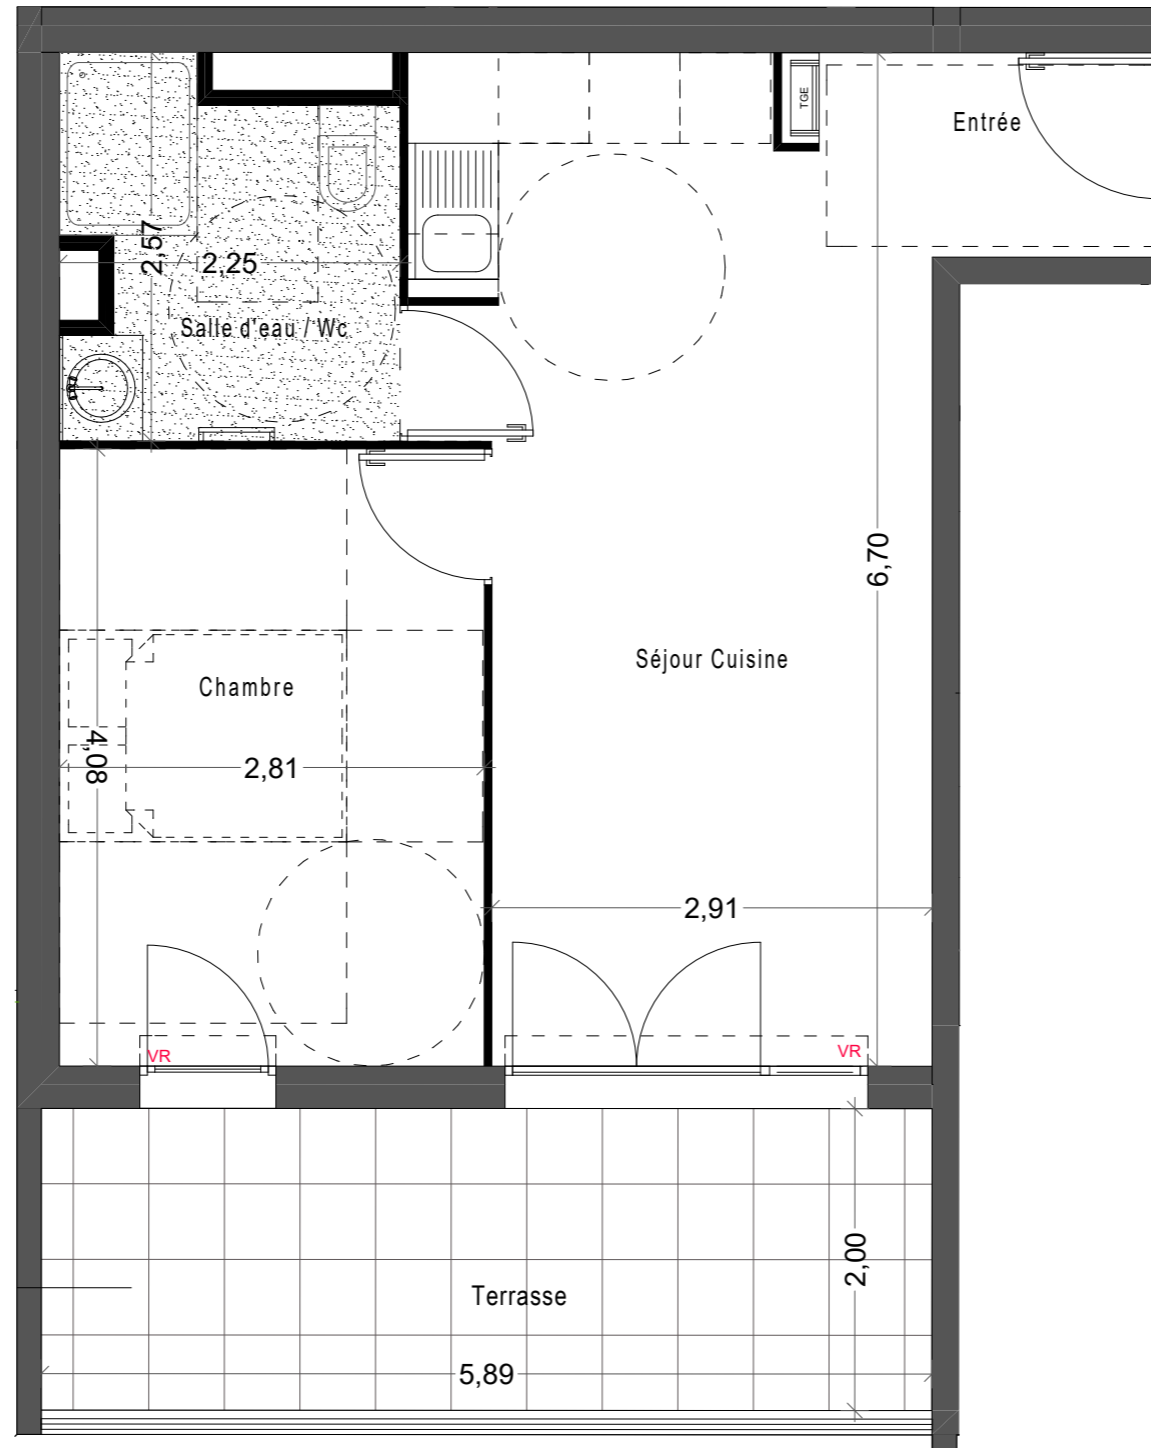 TGE
Entrée
2,57
2,25
Salle d'eau / Wc
6,70
Séjour Cuisine
Chambre
4,08
2,81
2,91
VR
VR
2,00
Terrasse
5,89